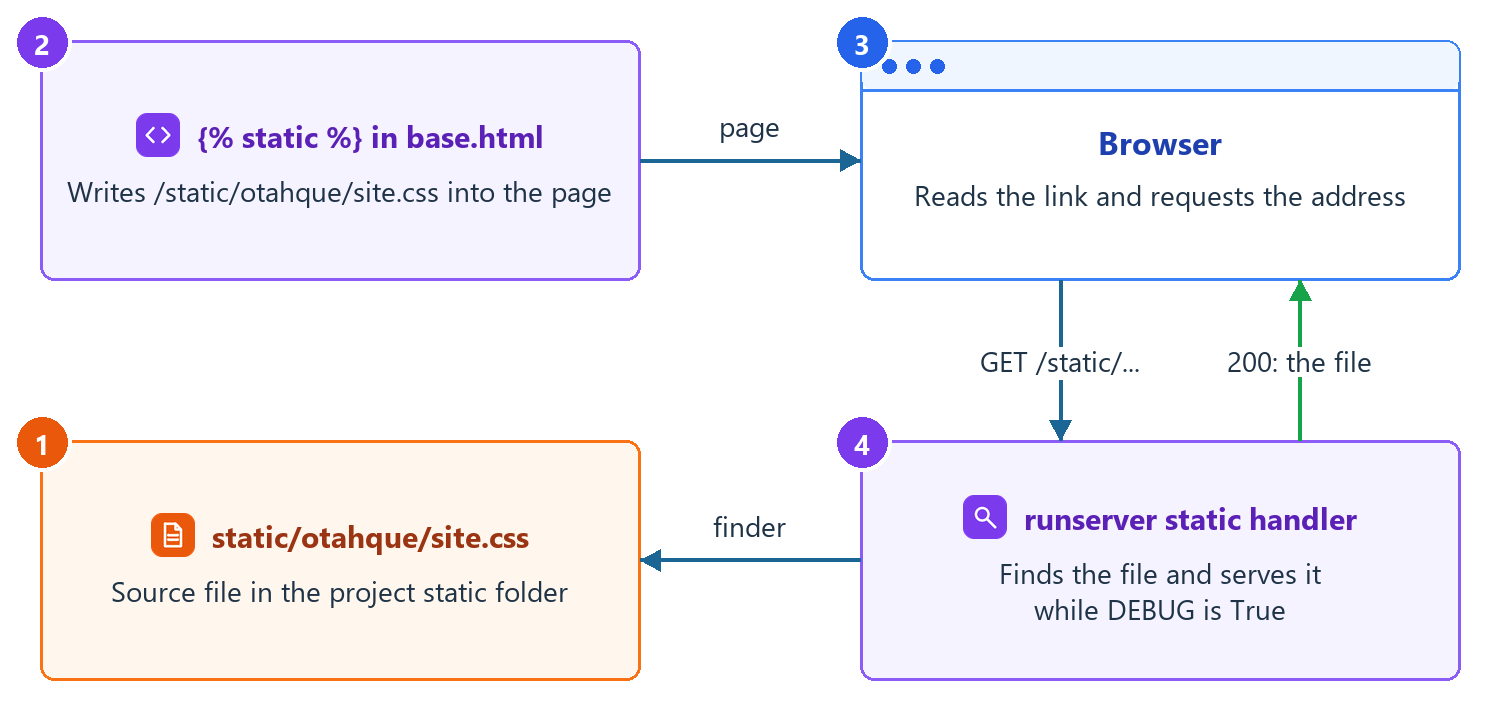 2
{% static %} in base.html
Writes /static/otahque/site.css into the page
page
3
Browser
Reads the link and requests the address
GET /static/...
200: the file
1
static/otahque/site.css
Source file in the project static folder
finder
4
runserver static handler
Finds the file and serves it
while DEBUG is True